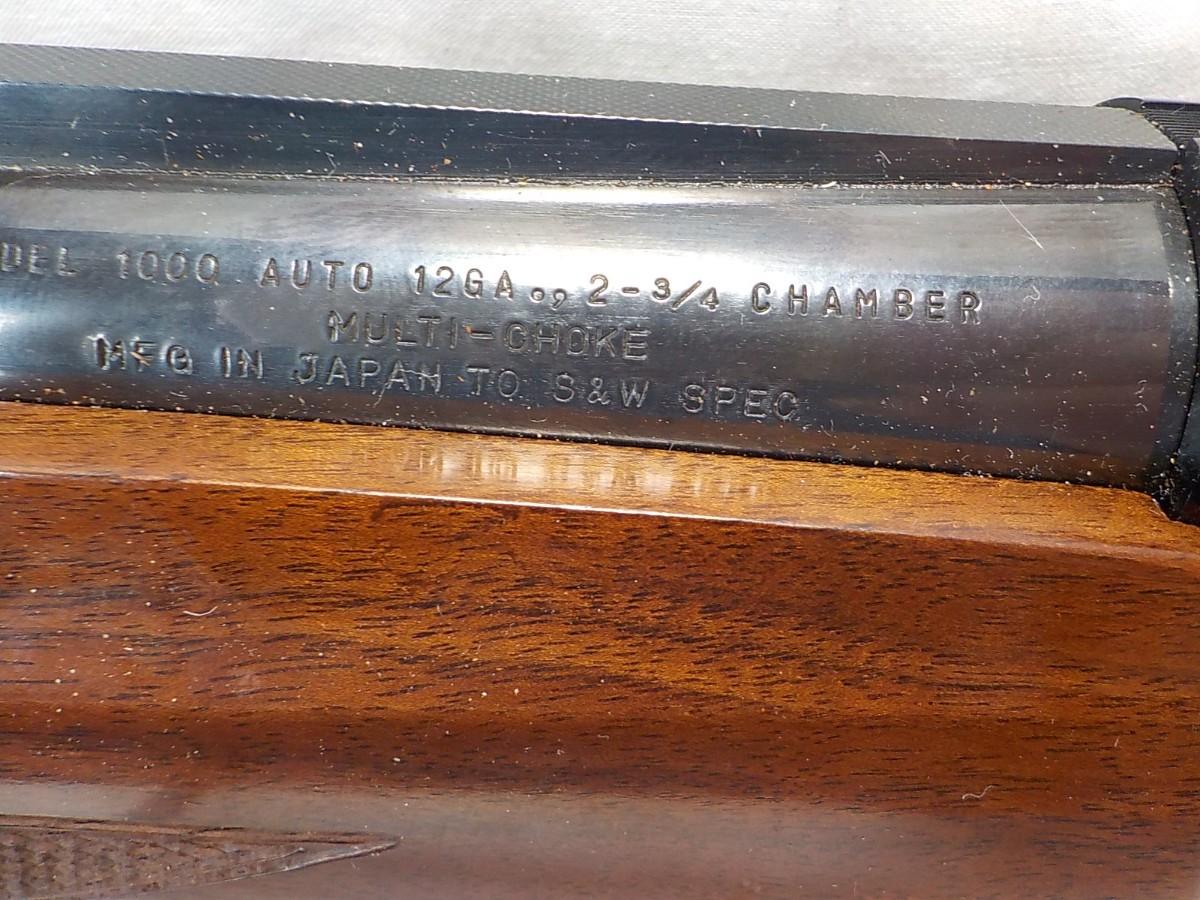 DEL 1000 AUTO 12GA., 2-3/4 CHAMBER
MULTI-CHOKE
MFG IN JAPAN TO S&W SPEC